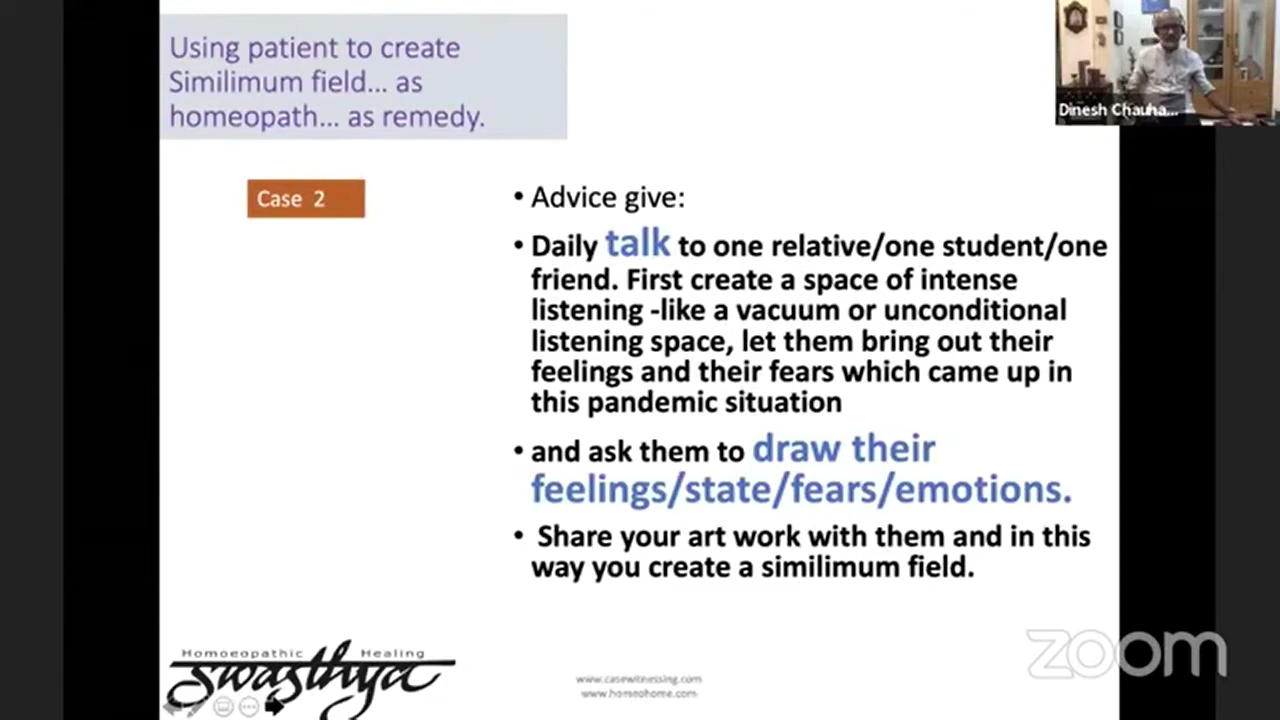 Using patient to create
Similimum field... as
homeopath... as remedy.
Dinesh Chauha...
Case 2
• Advice give:
• Daily talk to one relative/one student/one
friend. First create a space of intense
listening -like a vacuum or unconditional
listening space, let them bring out their
feelings and their fears which came up in
this pandemic situation
• and ask them to draw their
feelings/state/fears/emotions.
• Share your art work with them and in this
way you create a similimum field.
Homoeopathic Healing
swasthya
www.casewitnessing.com
www.homeohome.com
zoom